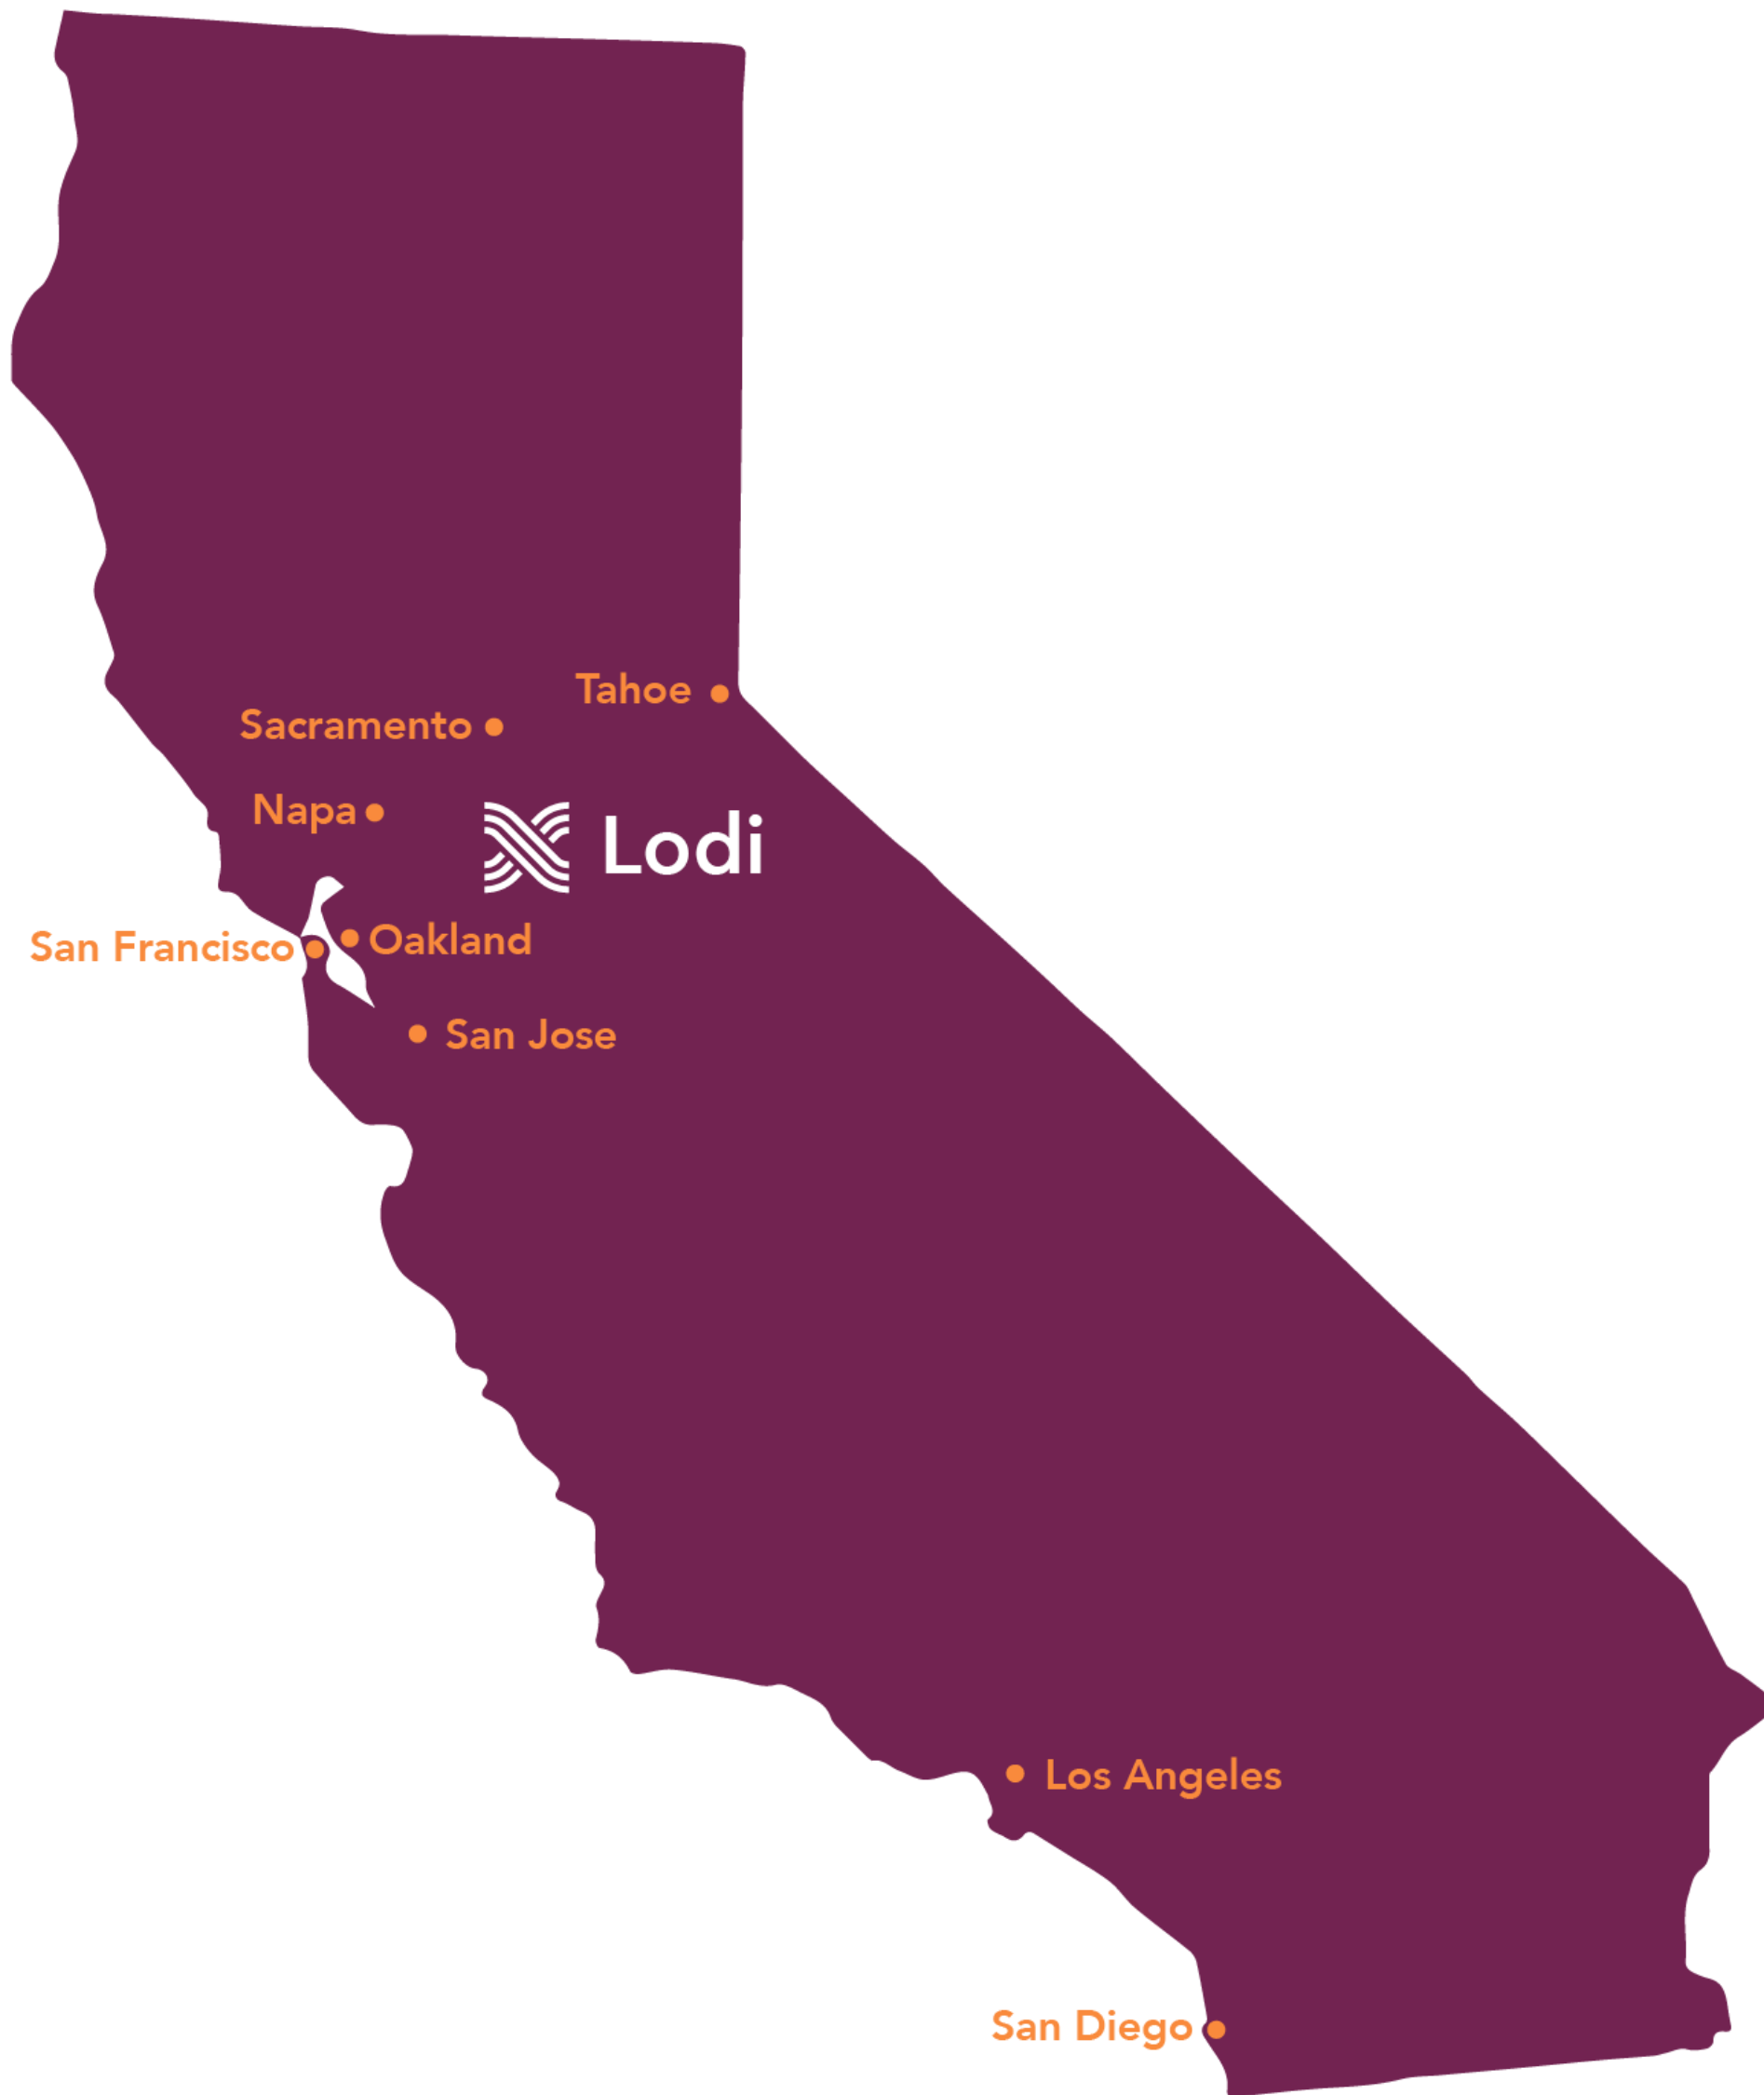 Tahoe
Sacramento
Napa
Lodi
San Francisco
Oakland
San Jose
Los Angeles
San Diego